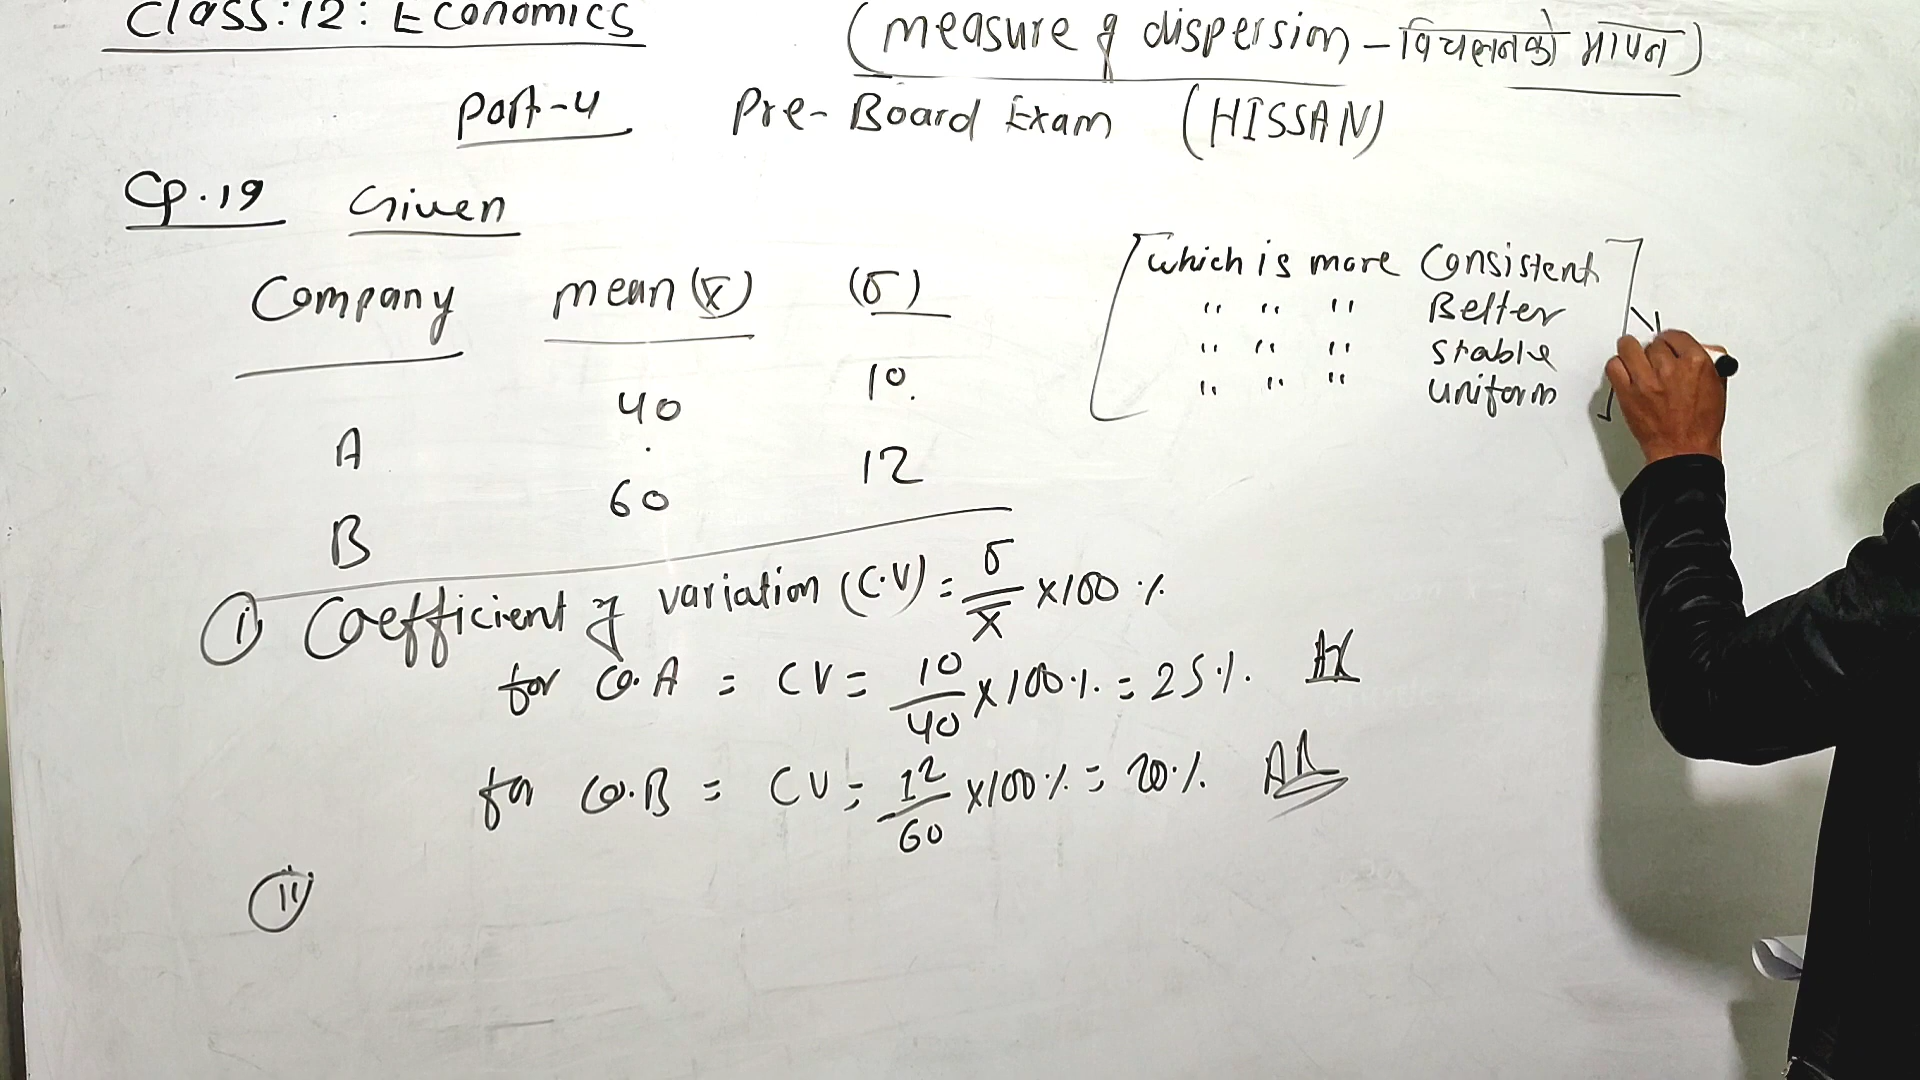 Class:12: Economics
(measure of dispersion - विचलनको मापन)
Part-4 Pre-Board Exam (HISSAN)
Cp.19 Given
Company mean (x̄) (σ)
A 40 10.
B 60 12
[which is more Consistent]
" " " Better
" " " Stable
" " " uniform
(i) Coefficient of variation (C.V) = σ/x̄ ×100 %
for Co. A = CV = 10/40 ×100% = 25%.
for Co. B = CV = 12/60 ×100% = 20%.
(ii)